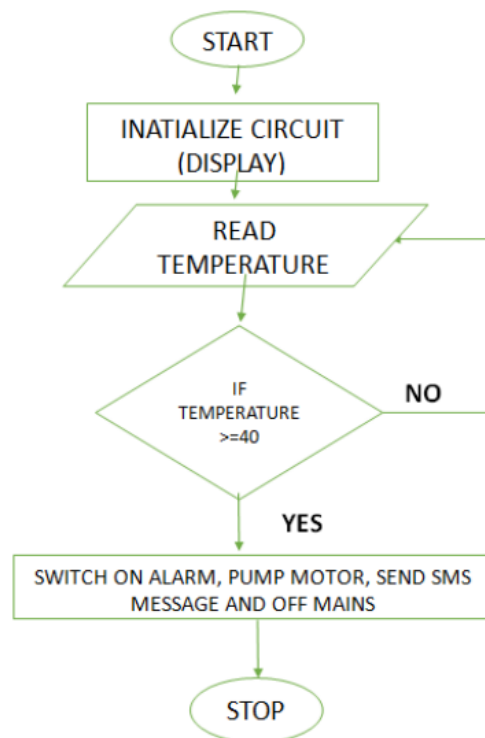 START
INATIALIZE CIRCUIT
(DISPLAY)
READ
TEMPERATURE
IF
TEMPERATURE
>=40
NO
YES
SWITCH ON ALARM, PUMP MOTOR, SEND SMS
MESSAGE AND OFF MAINS
STOP